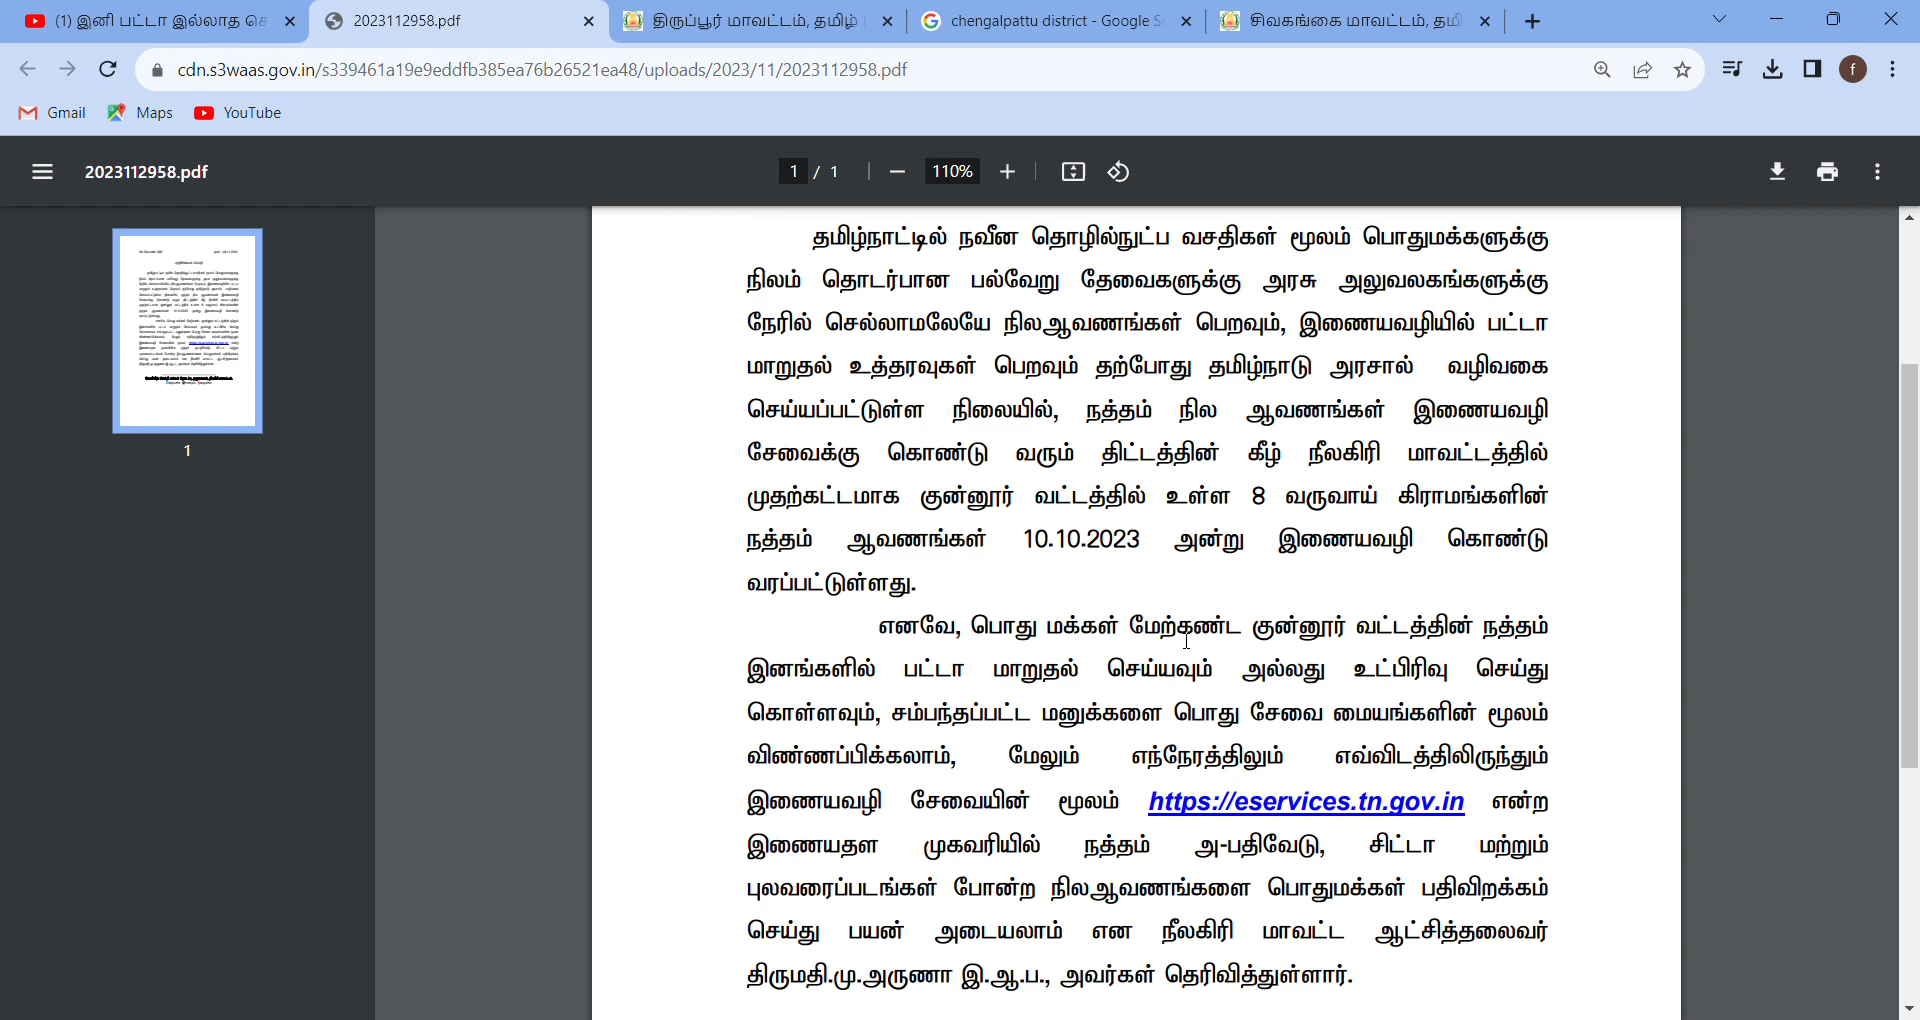 (1) இனி பட்டா இல்லாத
2023112958.pdf
திருப்பூர் மாவட்டம், தமிழ்
chengalpattu district - Google
சிவகங்கை மாவட்டம், தமி
cdn.s3waas.gov.in/s339461a19e9eddfb385ea76b26521ea48/uploads/2023/11/2023112958.pdf
f
Gmail Maps YouTube
2023112958.pdf
1 / 1
110%
தமிழ்நாட்டில் நவீன தொழில்நுட்ப வசதிகள் மூலம் பொதுமக்களுக்கு
நிலம் தொடர்பான பல்வேறு தேவைகளுக்கு அரசு அலுவலகங்களுக்கு
நேரில் செல்லாமலேயே நிலஆவணங்கள் பெறவும், இணையவழியில் பட்டா
மாறுதல் உத்தரவுகள் பெறவும் தற்போது தமிழ்நாடு அரசால் வழிவகை
செய்யப்பட்டுள்ள நிலையில், நத்தம் நில ஆவணங்கள் இணையவழி
சேவைக்கு கொண்டு வரும் திட்டத்தின் கீழ் நீலகிரி மாவட்டத்தில்
முதற்கட்டமாக குன்னூர் வட்டத்தில் உள்ள 8 வருவாய் கிராமங்களின்
நத்தம் ஆவணங்கள் 10.10.2023 அன்று இணையவழி கொண்டு
வரப்பட்டுள்ளது.
எனவே, பொது மக்கள் மேற்கண்ட குன்னூர் வட்டத்தின் நத்தம்
இனங்களில் பட்டா மாறுதல் செய்யவும் அல்லது உட்பிரிவு செய்து
கொள்ளவும், சம்பந்தப்பட்ட மனுக்களை பொது சேவை மையங்களின் மூலம்
விண்ணப்பிக்கலாம், மேலும் எந்நேரத்திலும் எவ்விடத்திலிருந்தும்
இணையவழி சேவையின் மூலம் https://eservices.tn.gov.in என்ற
இணையதள முகவரியில் நத்தம் அ-பதிவேடு, சிட்டா மற்றும்
புலவரைப்படங்கள் போன்ற நிலஆவணங்களை பொதுமக்கள் பதிவிறக்கம்
செய்து பயன் அடையலாம் என நீலகிரி மாவட்ட ஆட்சித்தலைவர்
திருமதி.மு.அருணா இ.ஆ.ப., அவர்கள் தெரிவித்துள்ளார்.
1